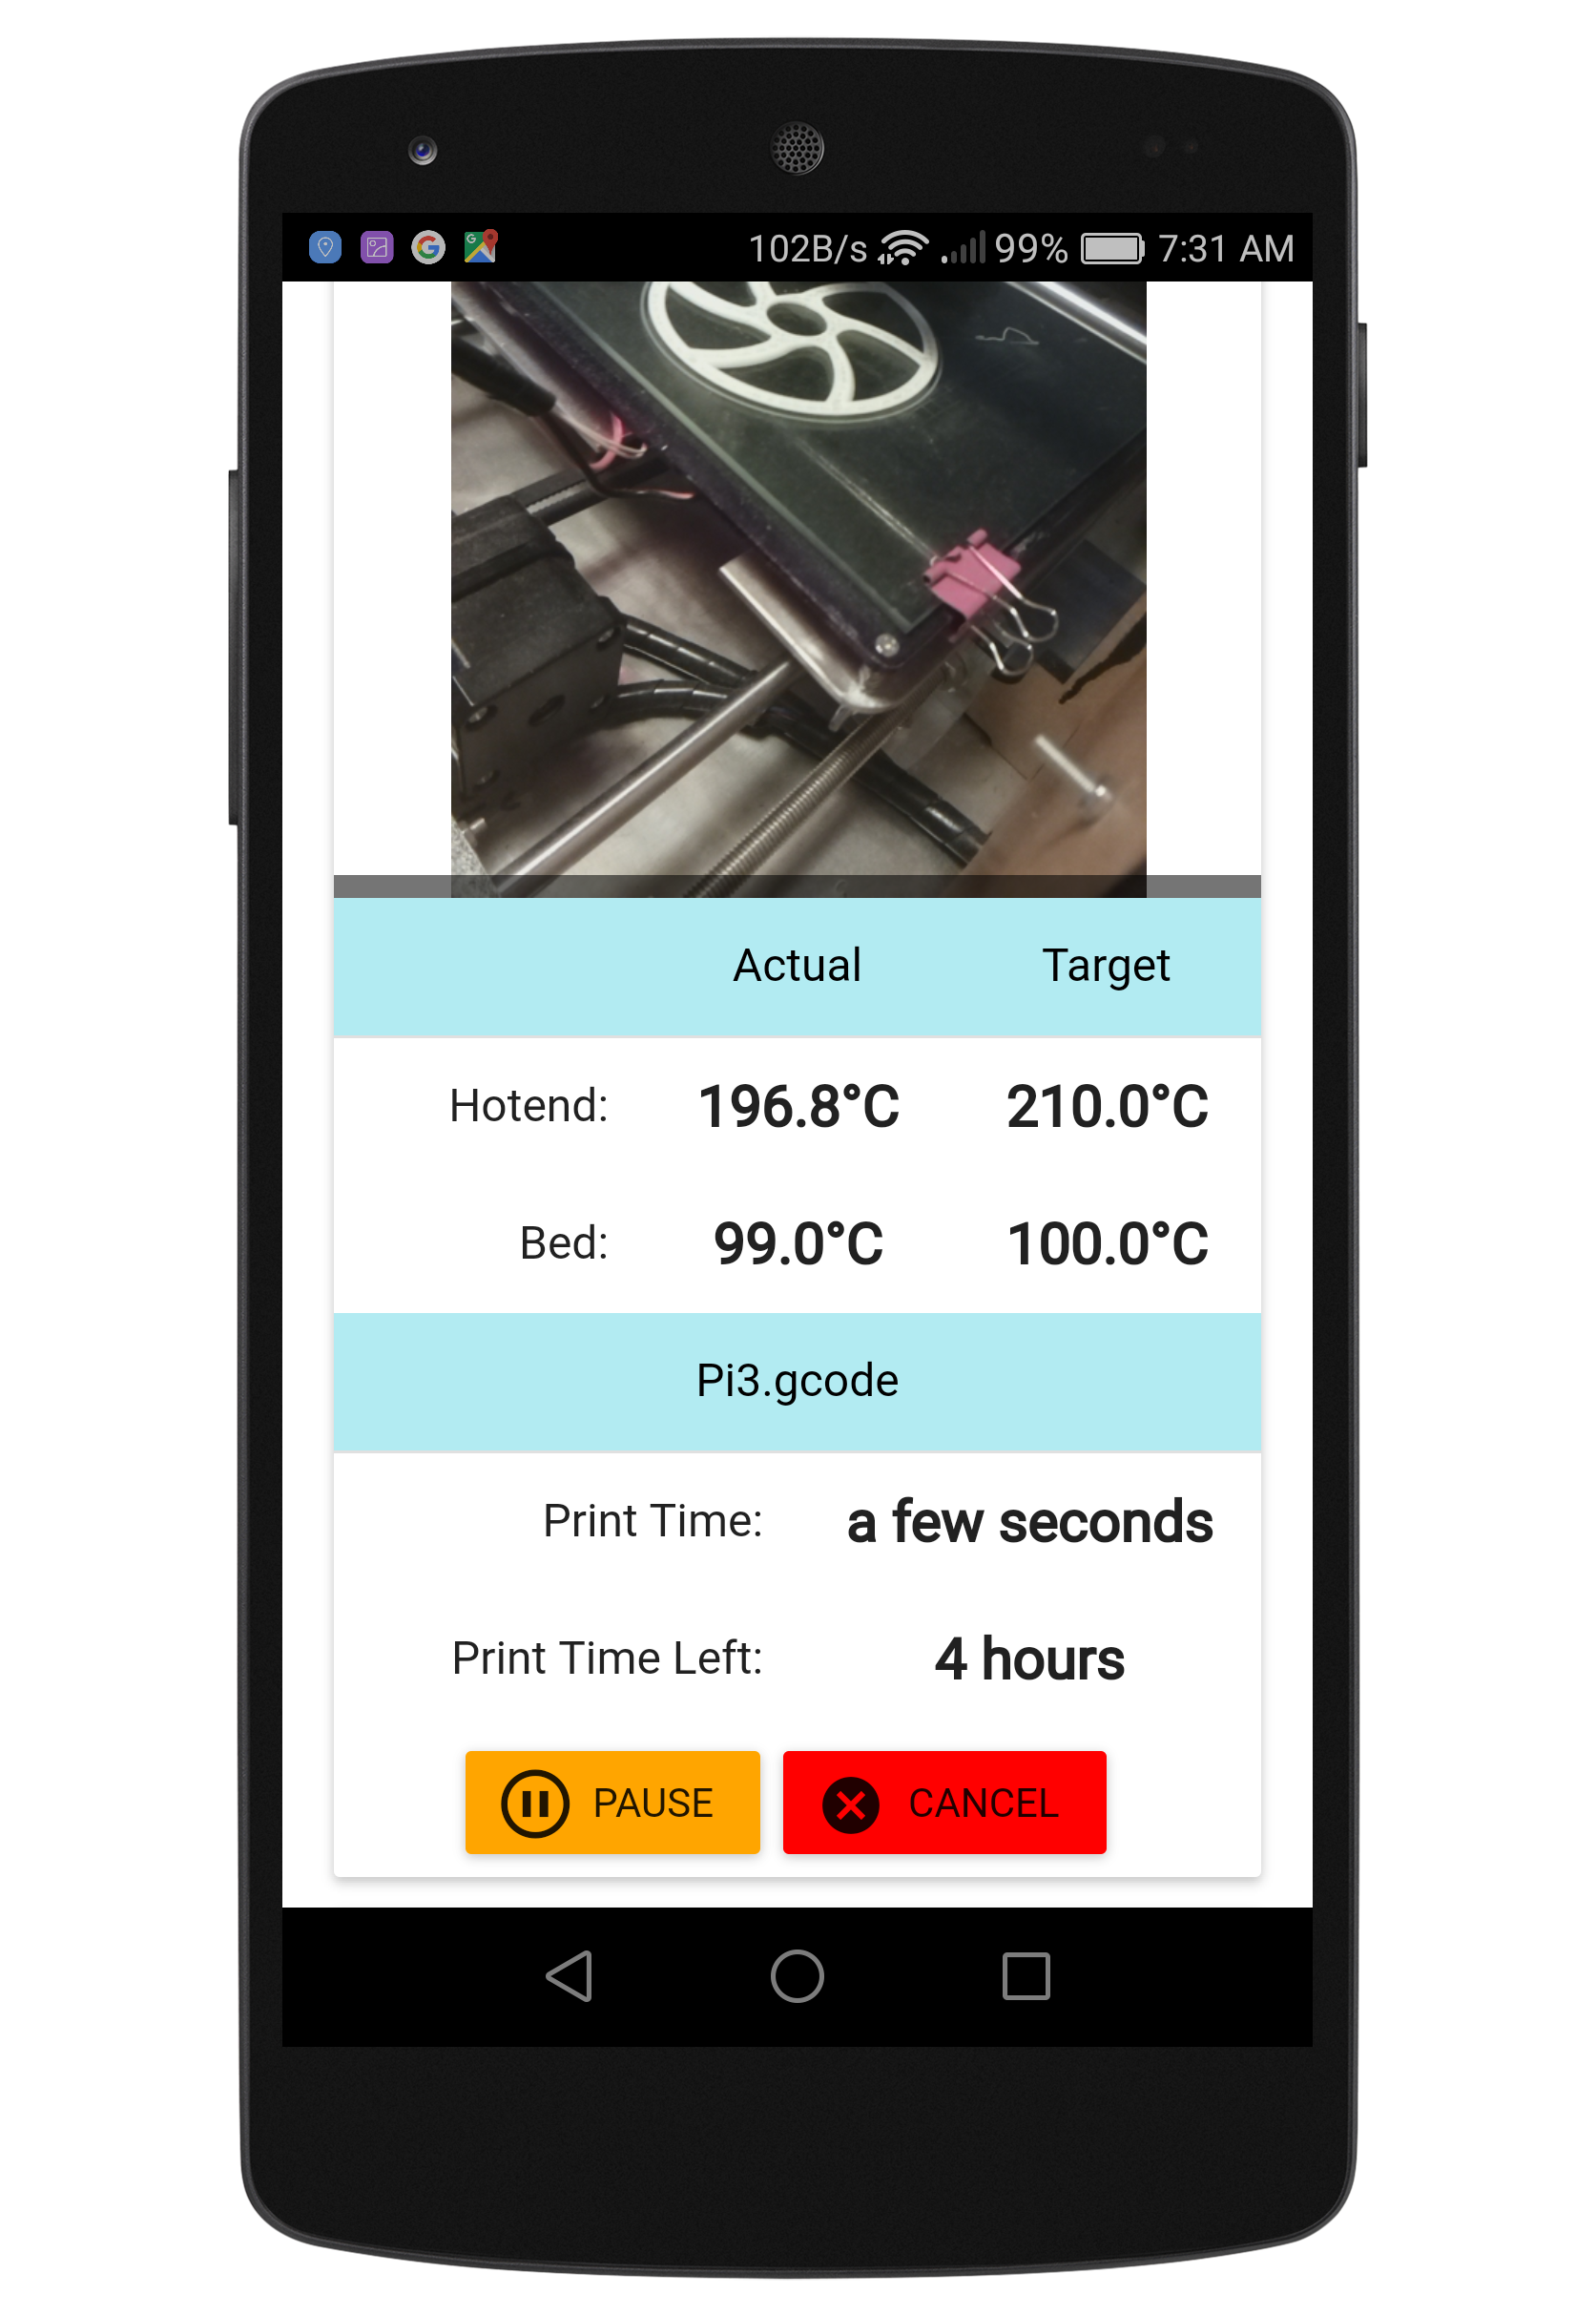 102B/s 99% 7:31 AM
Actual Target
Hotend: 196.8°C 210.0°C
Bed: 99.0°C 100.0°C
Pi3.gcode
Print Time: a few seconds
Print Time Left: 4 hours
PAUSE CANCEL